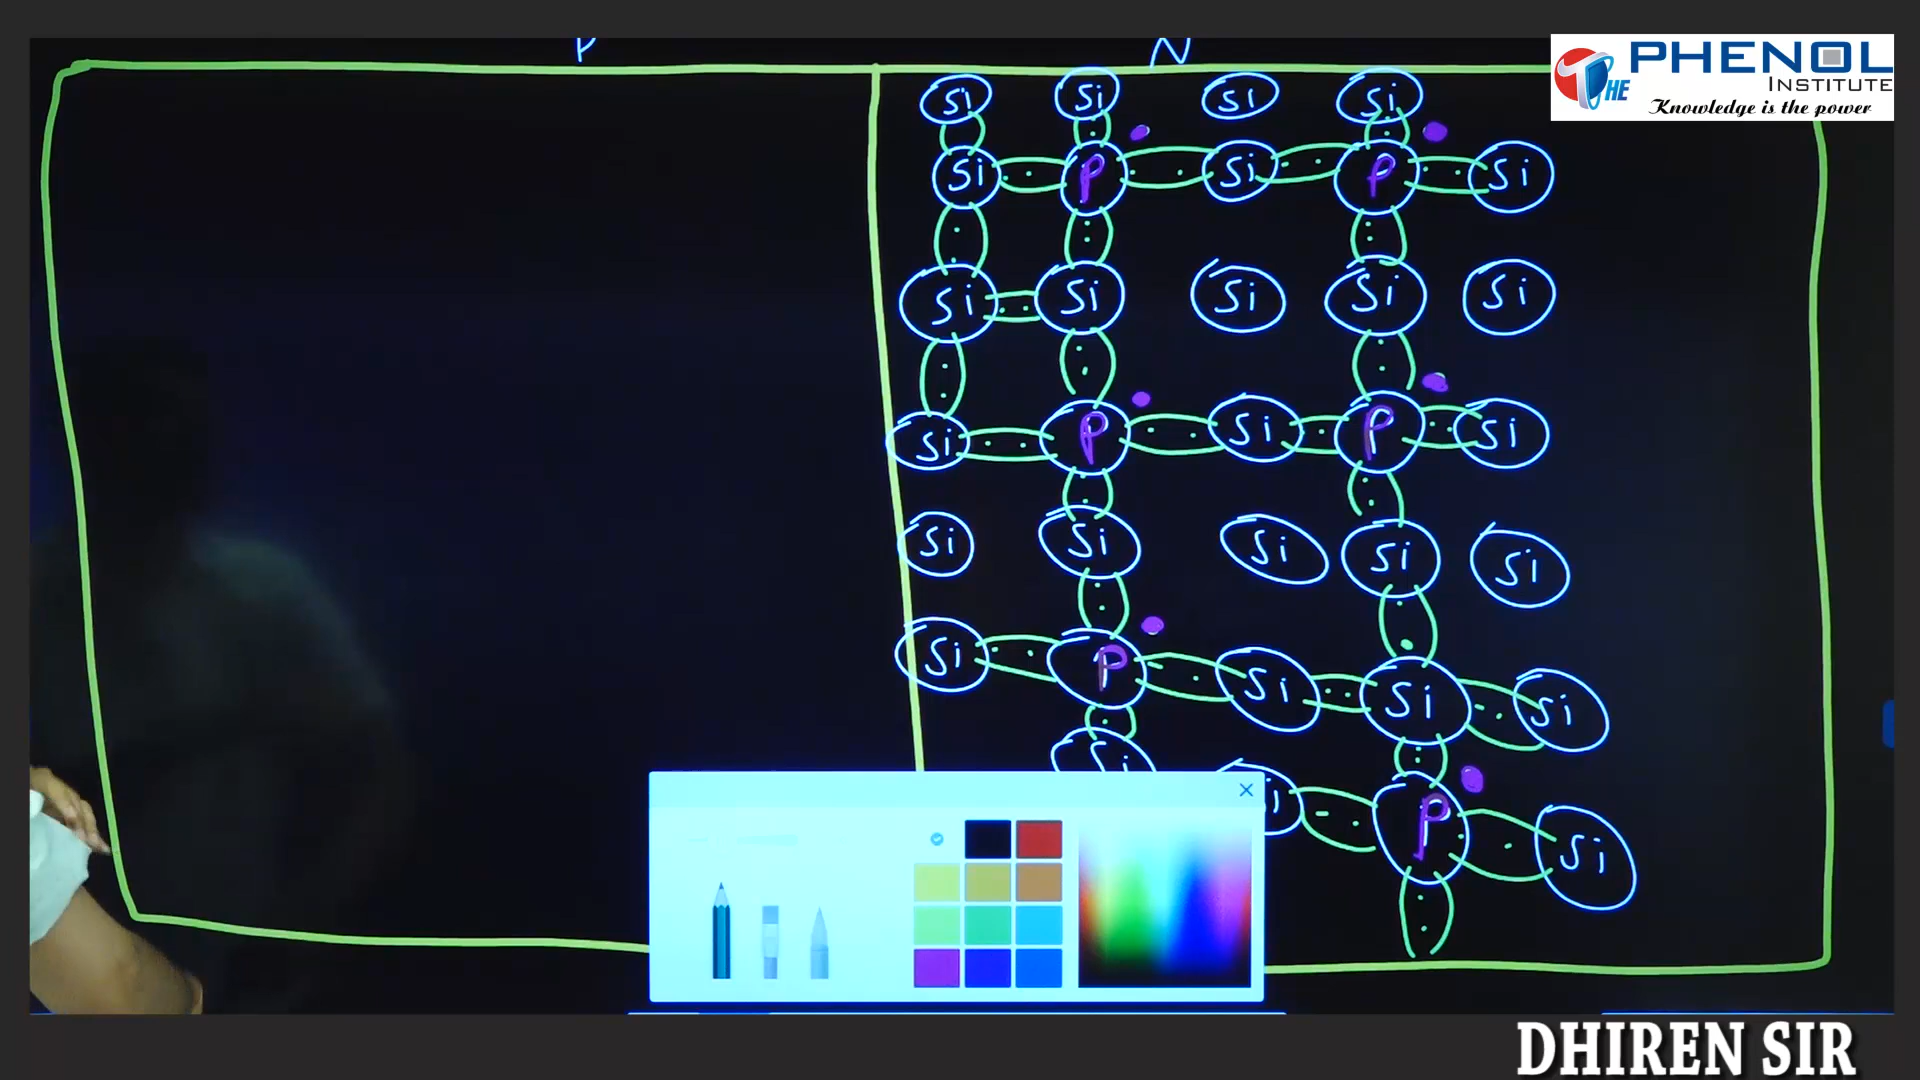 P N
THE PHENOL
INSTITUTE
Knowledge is the power
Si Si Si Si
Si P Si P Si
Si Si Si Si Si
Si P Si P Si
Si Si Si Si Si
Si P Si Si Si
Si
P Si
DHIREN SIR